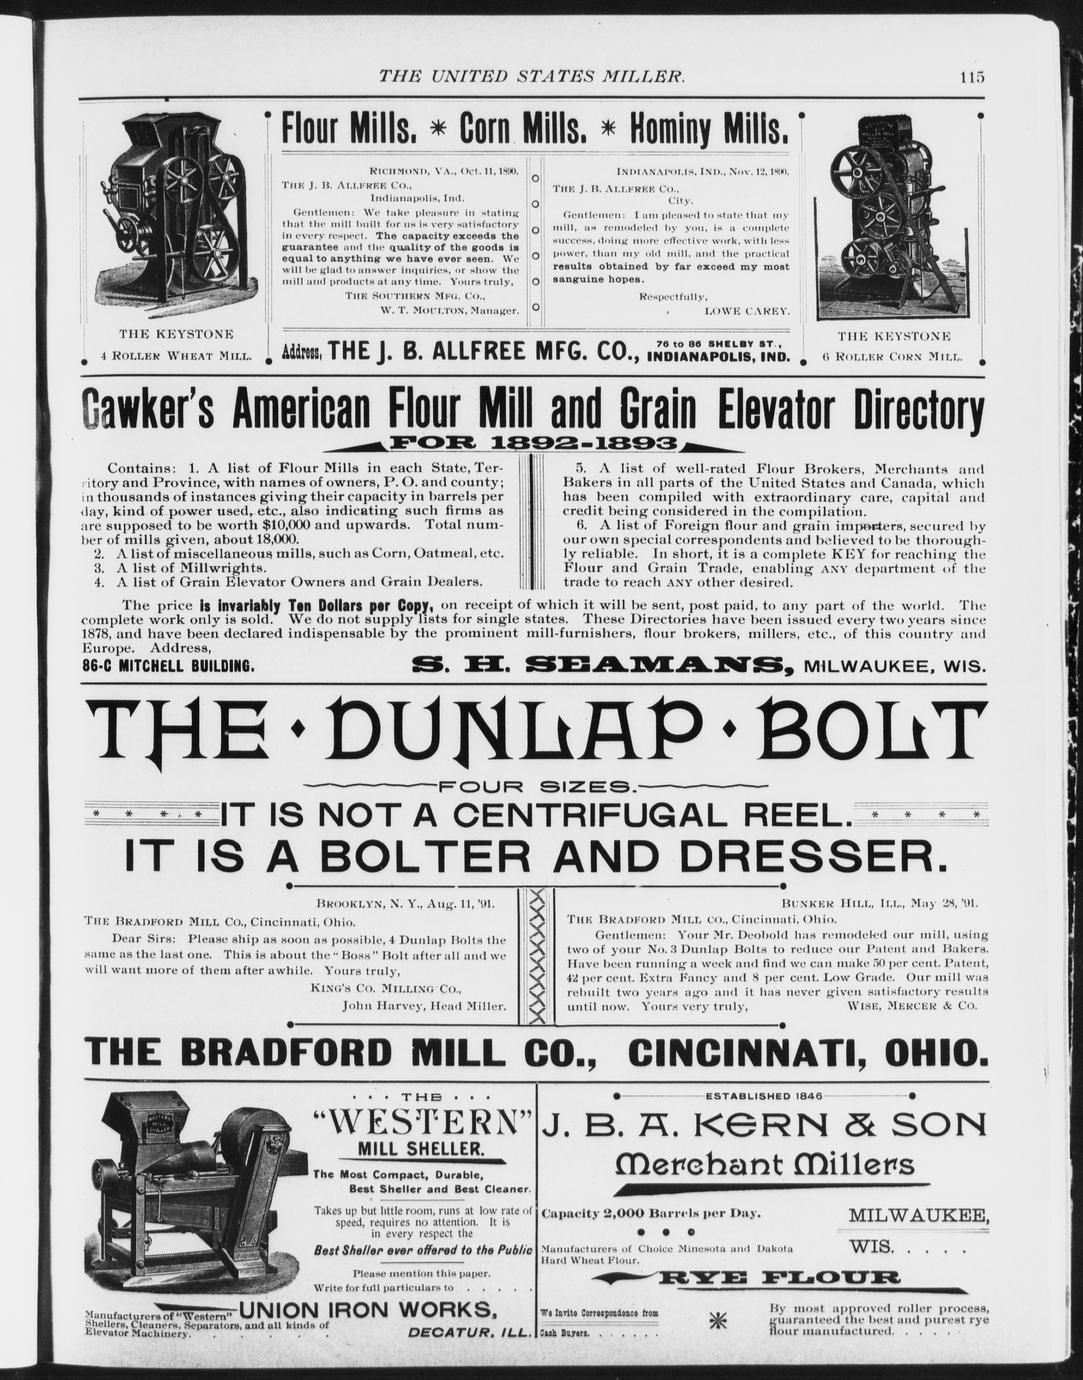 THE UNITED STATES MILLER.
115
Flour Mills. * Corn Mills. * Hominy Mills.
RICHMOND, VA., Oct. 11, 1890.
THE J. B. ALLFREE CO.,
Indianapolis, Ind.
Gentlemen: We take pleasure in stating
that the mill built for us is very satisfactory
in every respect. The capacity exceeds the
guarantee and the quality of the goods is
equal to anything we have ever seen. We
will be glad to answer inquiries, or show the
mill and products at any time. Yours truly,
THE SOUTHERN MFG. CO.,
W. T. MOULTON, Manager.
INDIANAPOLIS, IND., Nov. 12, 1890.
THE J. B. ALLFREE CO.,
City.
Gentlemen: I am pleased to state that my
mill, as remodeled by you, is a complete
success, doing more effective work, with less
power, than my old mill, and the practical
results obtained by far exceed my most
sanguine hopes.
Respectfully,
LOWE CAREY.
THE KEYSTONE
4 ROLLER WHEAT MILL.
THE KEYSTONE
6 ROLLER CORN MILL.
Address, THE J. B. ALLFREE MFG. CO., 76 to 86 SHELBY ST.,
INDIANAPOLIS, IND.
Cawker's American Flour Mill and Grain Elevator Directory
FOR 1892-1893
Contains: 1. A list of Flour Mills in each State, Ter-
ritory and Province, with names of owners, P. O. and county;
in thousands of instances giving their capacity in barrels per
day, kind of power used, etc., also indicating such firms as
are supposed to be worth $10,000 and upwards. Total num-
ber of mills given, about 18,000.
2. A list of miscellaneous mills, such as Corn, Oatmeal, etc.
3. A list of Millwrights.
4. A list of Grain Elevator Owners and Grain Dealers.
5. A list of well-rated Flour Brokers, Merchants and
Bakers in all parts of the United States and Canada, which
has been compiled with extraordinary care, capital and
credit being considered in the compilation.
6. A list of Foreign flour and grain importers, secured by
our own special correspondents and believed to be thorough-
ly reliable. In short, it is a complete KEY for reaching the
Flour and Grain Trade, enabling ANY department of the
trade to reach ANY other desired.
The price is invariably Ten Dollars per Copy, on receipt of which it will be sent, post paid, to any part of the world. The
complete work only is sold. We do not supply lists for single states. These Directories have been issued every two years since
1878, and have been declared indispensable by the prominent mill-furnishers, flour brokers, millers, etc., of this country and
Europe. Address,
86-C MITCHELL BUILDING. S. H. SEAMANS, MILWAUKEE, WIS.
THE · DUNLAP · BOLT
FOUR SIZES.
* * * * IT IS NOT A CENTRIFUGAL REEL. * * * *
IT IS A BOLTER AND DRESSER.
BROOKLYN, N. Y., Aug. 11, '91.
THE BRADFORD MILL CO., Cincinnati, Ohio.
Dear Sirs: Please ship as soon as possible, 4 Dunlap Bolts the
same as the last one. This is about the "Boss" Bolt after all and we
will want more of them after awhile. Yours truly,
KING'S CO. MILLING CO.,
John Harvey, Head Miller.
BUNKER HILL, ILL., May 28, '91.
THE BRADFORD MILL CO., Cincinnati, Ohio.
Gentlemen: Your Mr. Deobold has remodeled our mill, using
two of your No. 3 Dunlap Bolts to reduce our Patent and Bakers.
Have been running a week and find we can make 50 per cent. Patent,
42 per cent. Extra Fancy and 8 per cent. Low Grade. Our mill was
rebuilt two years ago and it has never given satisfactory results
until now. Yours very truly, WISE, MERCER & CO.
THE BRADFORD MILL CO., CINCINNATI, OHIO.
· · · THE · · ·
"WESTERN"
MILL SHELLER.
The Most Compact, Durable,
Best Sheller and Best Cleaner.
Takes up but little room, runs at low rate of
speed, requires no attention. It is
in every respect the
Best Sheller ever offered to the Public
Please mention this paper.
Write for full particulars to . . . . .
Manufacturers of "Western"
Shellers, Cleaners, Separators, and all kinds of
Elevator Machinery. . . . . . . .
UNION IRON WORKS,
DECATUR, ILL.
ESTABLISHED 1846
J. B. A. KERN & SON
Merchant Millers
Capacity 2,000 Barrels per Day.
MILWAUKEE,
WIS. . . . .
Manufacturers of Choice Minesota and Dakota
Hard Wheat Flour.
RYE FLOUR
We Invite Correspondence from
Cash Buyers. . . . . . .
*
By most approved roller process,
guaranteed the best and purest rye
flour manufactured. . . . . .